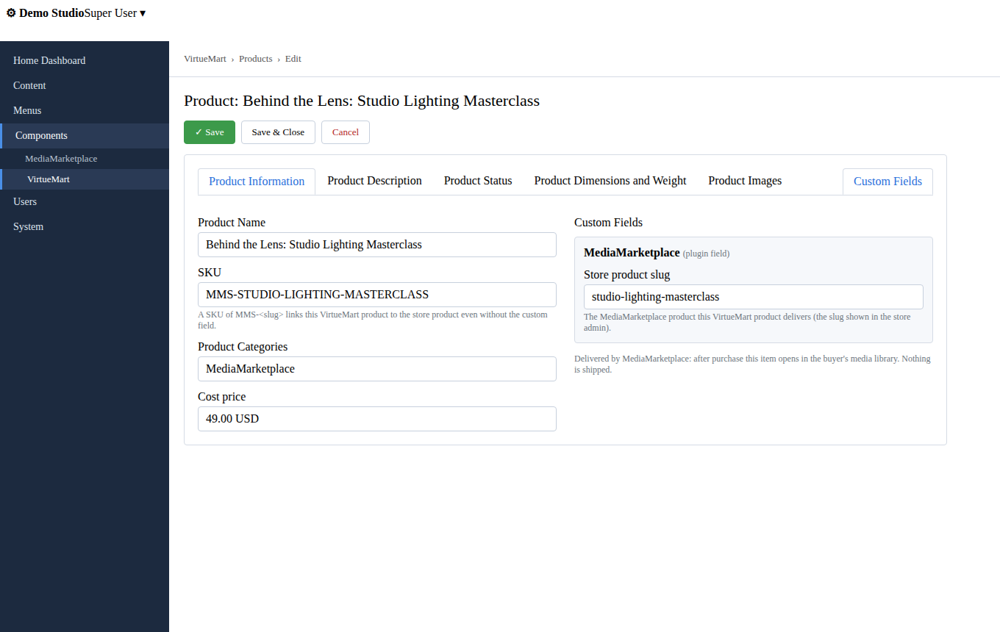 ⚙ Demo Studio Super User ▾
Home Dashboard
Content
Menus
Components
MediaMarketplace
VirtueMart
Users
System
VirtueMart › Products › Edit
Product: Behind the Lens: Studio Lighting Masterclass
✓ Save
Save & Close
Cancel
Product Information
Product Description
Product Status
Product Dimensions and Weight
Product Images
Custom Fields
Product Name
Behind the Lens: Studio Lighting Masterclass
SKU
MMS-STUDIO-LIGHTING-MASTERCLASS
A SKU of MMS-<slug> links this VirtueMart product to the store product even without the custom
field.
Product Categories
MediaMarketplace
Cost price
49.00 USD
Custom Fields
MediaMarketplace (plugin field)
Store product slug
studio-lighting-masterclass
The MediaMarketplace product this VirtueMart product delivers (the slug shown in the store
admin).
Delivered by MediaMarketplace: after purchase this item opens in the buyer's media library. Nothing
is shipped.